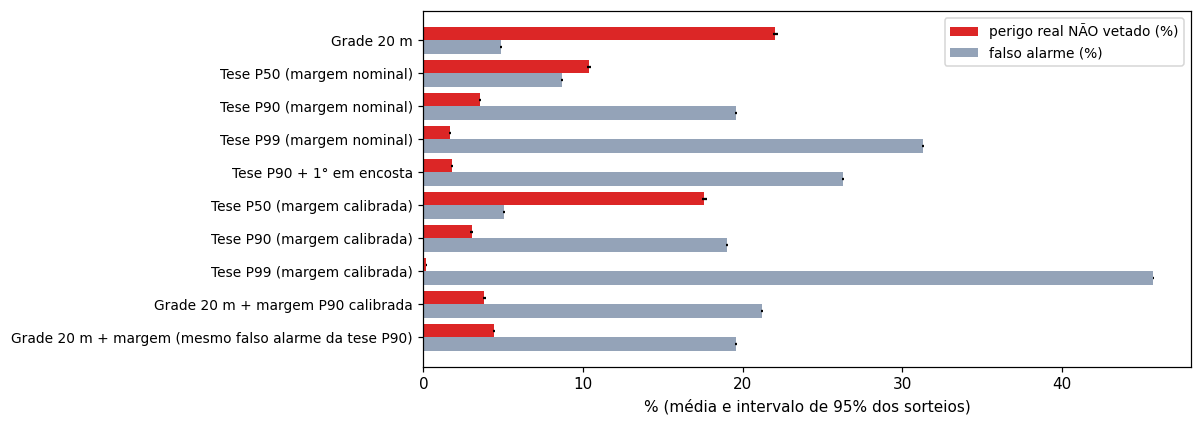 perigo real NÃO vetado (%)
falso alarme (%)
Grade 20 m
Tese P50 (margem nominal)
Tese P90 (margem nominal)
Tese P99 (margem nominal)
Tese P90 + 1° em encosta
Tese P50 (margem calibrada)
Tese P90 (margem calibrada)
Tese P99 (margem calibrada)
Grade 20 m + margem P90 calibrada
Grade 20 m + margem (mesmo falso alarme da tese P90)
0 10 20 30 40
% (média e intervalo de 95% dos sorteios)